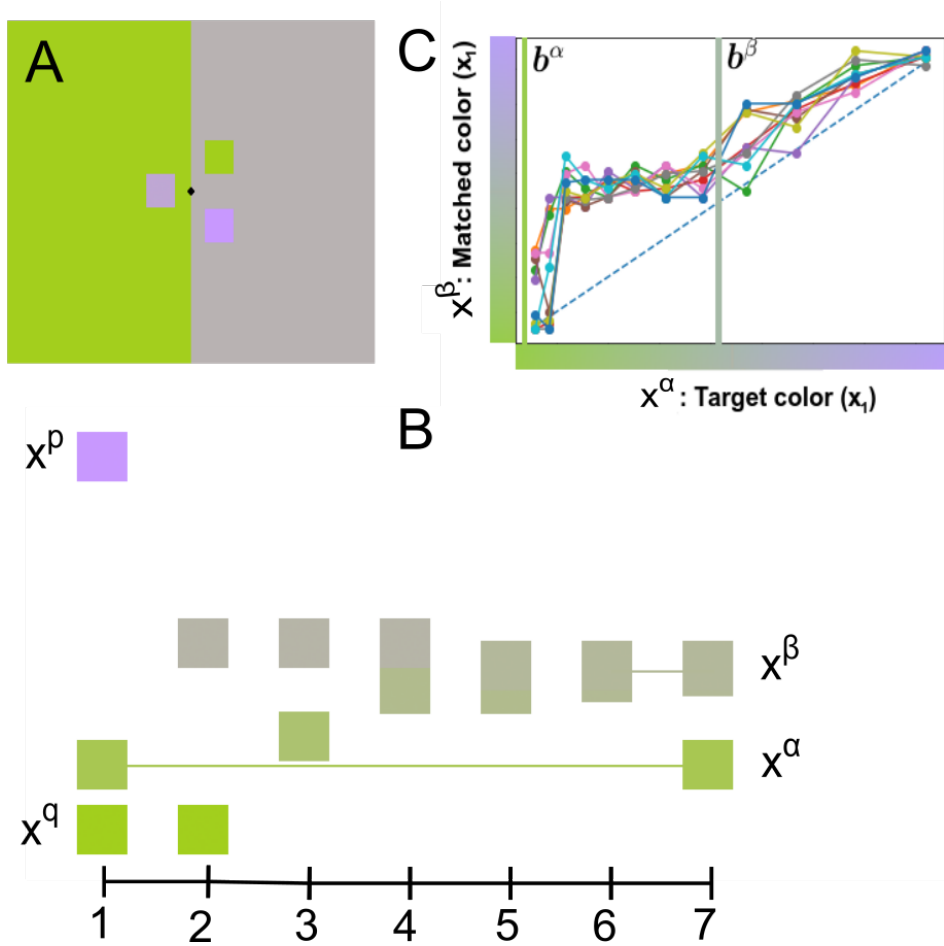 A
C
b^α
b^β
x^β: Matched color (x₁)
x^α: Target color (x₁)
B
x^p
x^β
x^α
x^q
1 2 3 4 5 6 7